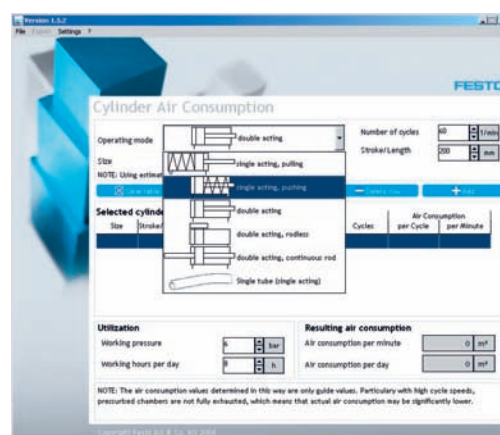 Version 1.5.2
File Export Settings ?
FESTO
Cylinder Air Consumption
Operating mode double acting
Number of cycles 60 1/min
Stroke/Length 200 mm
Size
single acting, pulling
NOTE: Using
single acting, pushing
Selected
double acting
Size Stroke/
Cycles
Air Consumption
per Cycle per Minute
double acting, rodless
double acting, continuous rod
Single tube (single acting)
Utilization
Working pressure 6 bar
Working hours per day 8 h
Resulting air consumption
Air consumption per minute 0 m³
Air consumption per day 0 m³
NOTE: The air consumption values determined in this way are only guide values. Particularly with high cycle speeds,
pressurized chambers are not fully exhausted, which means that actual air consumption may be significantly lower.